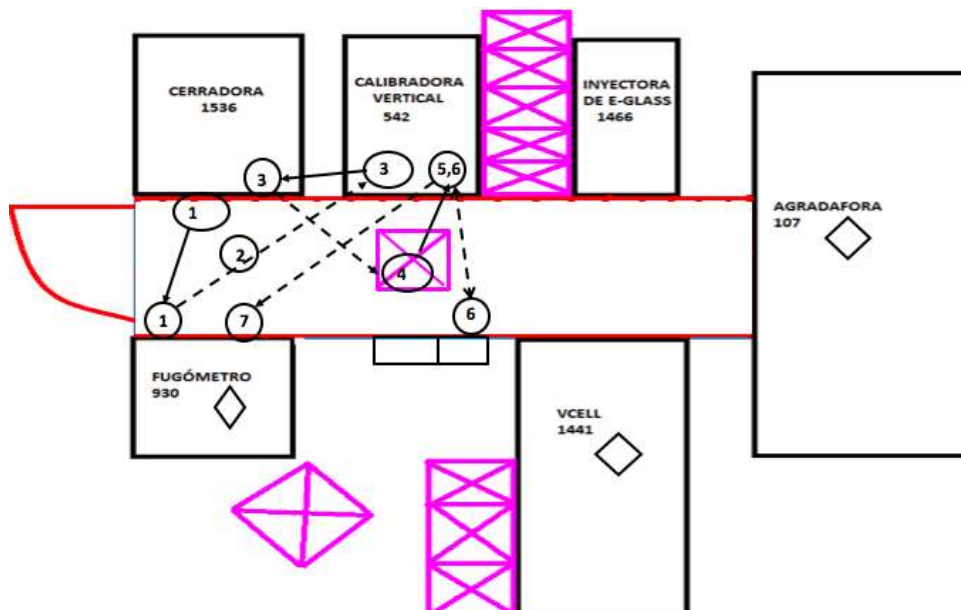 CERRADORA
1536
CALIBRADORA
VERTICAL
542
INYECTORA
DE E-GLASS
1466
3
3
5,6
1
AGRADAFORA
107
2
4
1
7
6
FUGÓMETRO
930
VCELL
1441